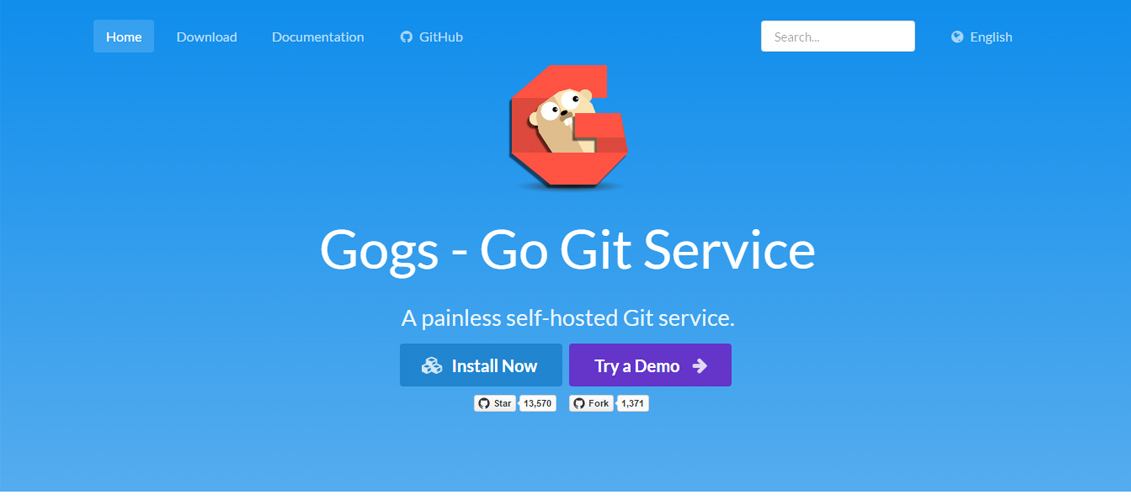 Home Download Documentation GitHub Search... English
Gogs - Go Git Service
A painless self-hosted Git service.
Install Now Try a Demo
Star 13,570 Fork 1,371